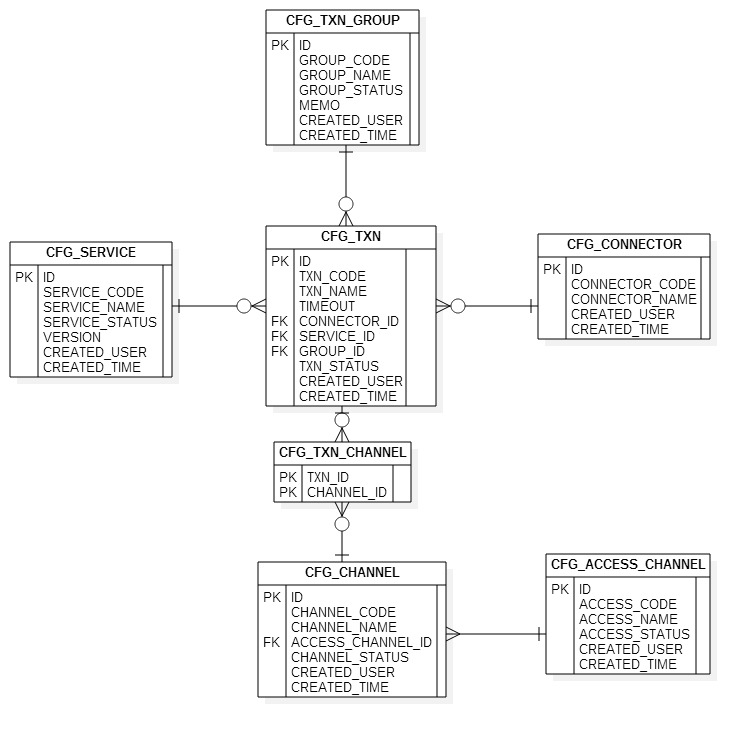 CFG_TXN_GROUP
PK ID
GROUP_CODE
GROUP_NAME
GROUP_STATUS
MEMO
CREATED_USER
CREATED_TIME
CFG_SERVICE
PK ID
SERVICE_CODE
SERVICE_NAME
SERVICE_STATUS
VERSION
CREATED_USER
CREATED_TIME
CFG_TXN
PK ID
TXN_CODE
TXN_NAME
TIMEOUT
FK CONNECTOR_ID
FK SERVICE_ID
FK GROUP_ID
TXN_STATUS
CREATED_USER
CREATED_TIME
CFG_CONNECTOR
PK ID
CONNECTOR_CODE
CONNECTOR_NAME
CREATED_USER
CREATED_TIME
CFG_TXN_CHANNEL
PK TXN_ID
PK CHANNEL_ID
CFG_CHANNEL
PK ID
CHANNEL_CODE
CHANNEL_NAME
FK ACCESS_CHANNEL_ID
CHANNEL_STATUS
CREATED_USER
CREATED_TIME
CFG_ACCESS_CHANNEL
PK ID
ACCESS_CODE
ACCESS_NAME
ACCESS_STATUS
CREATED_USER
CREATED_TIME